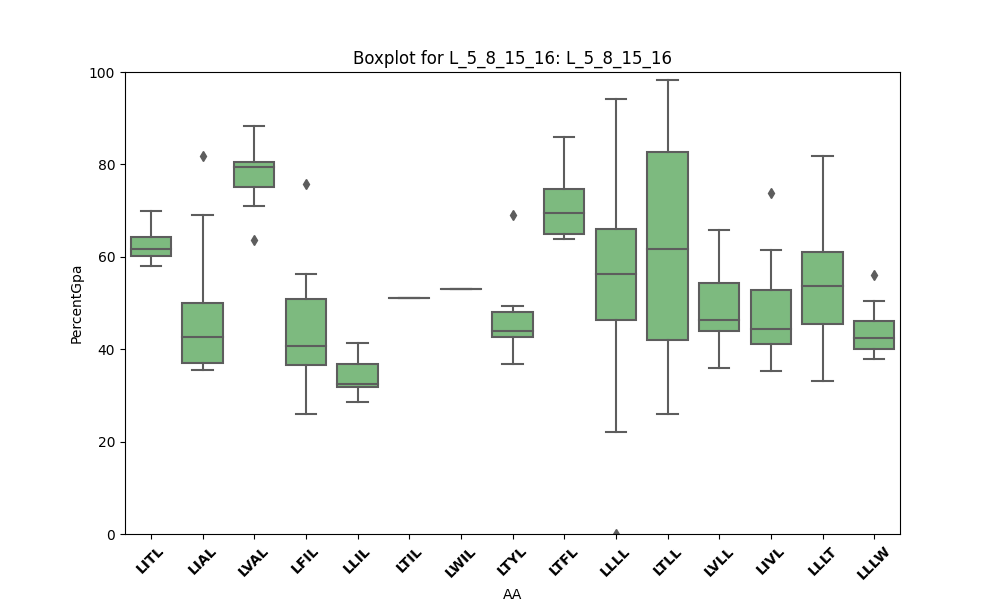 Boxplot for L_5_8_15_16: L_5_8_15_16
PercentGpa
100
80
60
40
20
0
LITL LIAL LVAL LFIL LLIL LTIL LWIL LTYL LTFL LLLL LTLL LVLL LIVL LLLT LLLW
AA